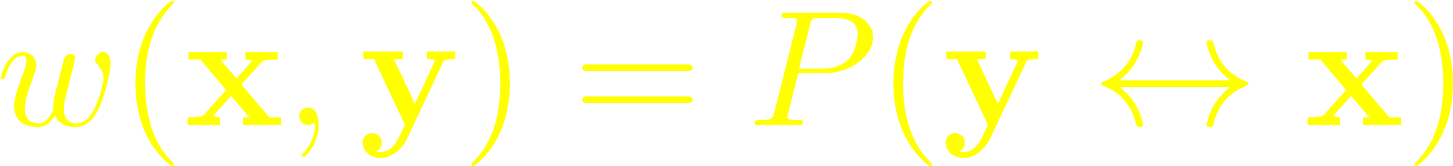 w(𝐱, 𝐲) = P(𝐲 ↔ 𝐱)